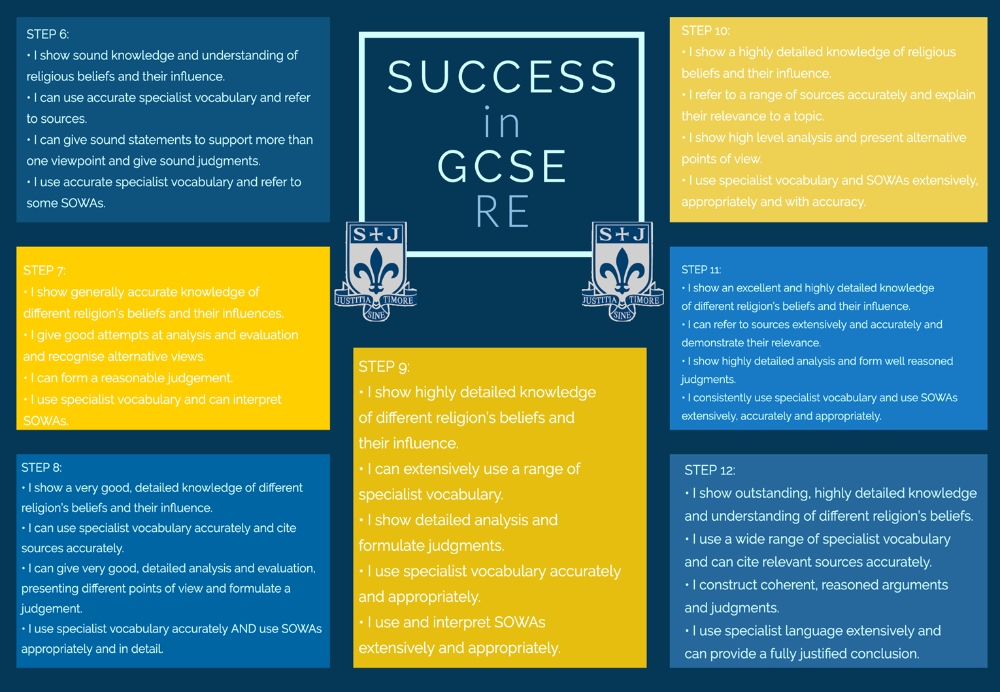 STEP 6:
• I show sound knowledge and understanding of
religious beliefs and their influence.
• I can use accurate specialist vocabulary and refer
to sources.
• I can give sound statements to support more than
one viewpoint and give sound judgments.
• I use accurate specialist vocabulary and refer to
some SOWAs.
STEP 7:
• I show generally accurate knowledge of
different religion's beliefs and their influences.
• I give good attempts at analysis and evaluation
and recognise alternative views.
• I can form a reasonable judgement.
• I use specialist vocabulary and can interpret
SOWAs.
STEP 8:
• I show a very good, detailed knowledge of different
religion's beliefs and their influence.
• I can use specialist vocabulary accurately and cite
sources accurately.
• I can give very good, detailed analysis and evaluation,
presenting different points of view and formulate a
judgement.
• I use specialist vocabulary accurately AND use SOWAs
appropriately and in detail.
SUCCESS
in
GCSE
RE
S J
JUSTITIA TIMORE
SINE
S J
JUSTITIA TIMORE
SINE
STEP 9:
• I show highly detailed knowledge
of different religion's beliefs and
their influence.
• I can extensively use a range of
specialist vocabulary.
• I show detailed analysis and
formulate judgments.
• I use specialist vocabulary accurately
and appropriately.
• I use and interpret SOWAs
extensively and appropriately.
STEP 10:
• I show a highly detailed knowledge of religious
beliefs and their influence.
• I refer to a range of sources accurately and explain
their relevance to a topic.
• I show high level analysis and present alternative
points of view.
• I use specialist vocabulary and SOWAs extensively,
appropriately and with accuracy.
STEP 11:
• I show an excellent and highly detailed knowledge
of different religion's beliefs and their influence.
• I can refer to sources extensively and accurately and
demonstrate their relevance.
• I show highly detailed analysis and form well reasoned
judgments.
• I consistently use specialist vocabulary and use SOWAs
extensively, accurately and appropriately.
STEP 12:
• I show outstanding, highly detailed knowledge
and understanding of different religion's beliefs.
• I use a wide range of specialist vocabulary
and can cite relevant sources accurately.
• I construct coherent, reasoned arguments
and judgments.
• I use specialist language extensively and
can provide a fully justified conclusion.